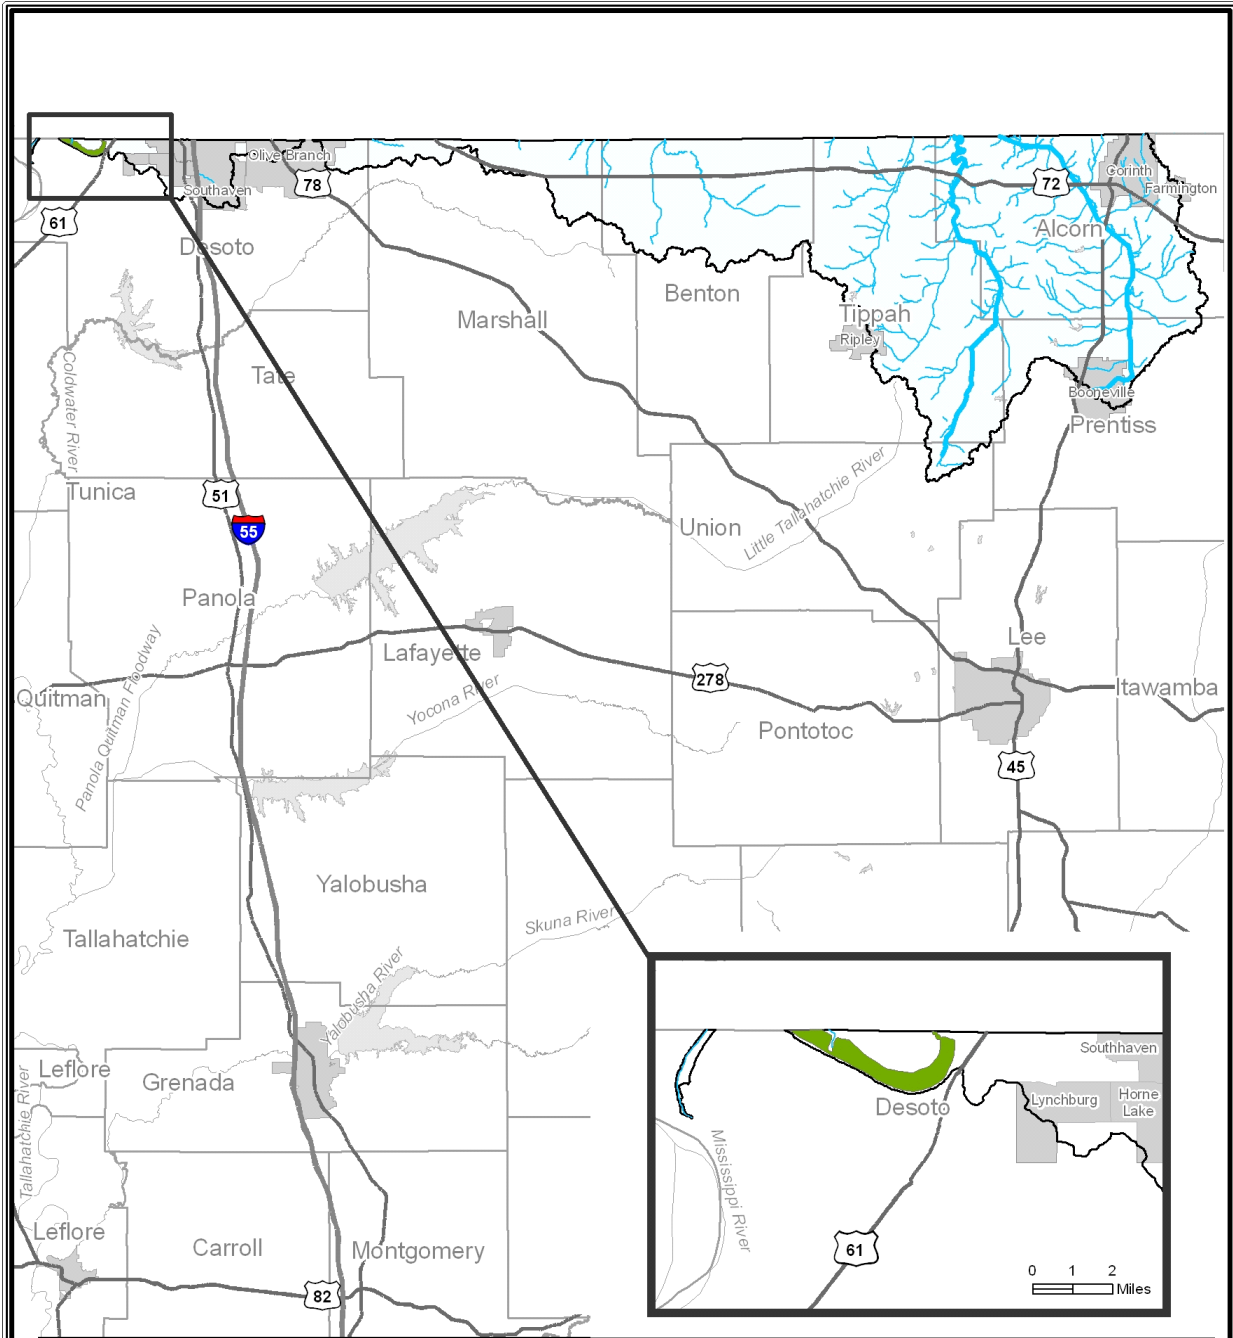 Olive Branch
Southaven
78
72
Corinth
Farmington
61
Desoto
Alcorn
Benton
Marshall
Tippah
Ripley
Coldwater River
Tate
Booneville
Prentiss
Tunica
51
55
Union
Little Tallahatchie River
Panola
Lafayette
Lee
278
Quitman
Panola Quitman Floodway
Yocona River
Itawamba
Pontotoc
45
Yalobusha
Skuna River
Tallahatchie
Yalobusha River
Leflore
Grenada
Tallahatchie River
Leflore
Carroll
Montgomery
82
Southhaven
Lynchburg
Horne
Lake
Desoto
Mississippi River
61
0 1 2
Miles